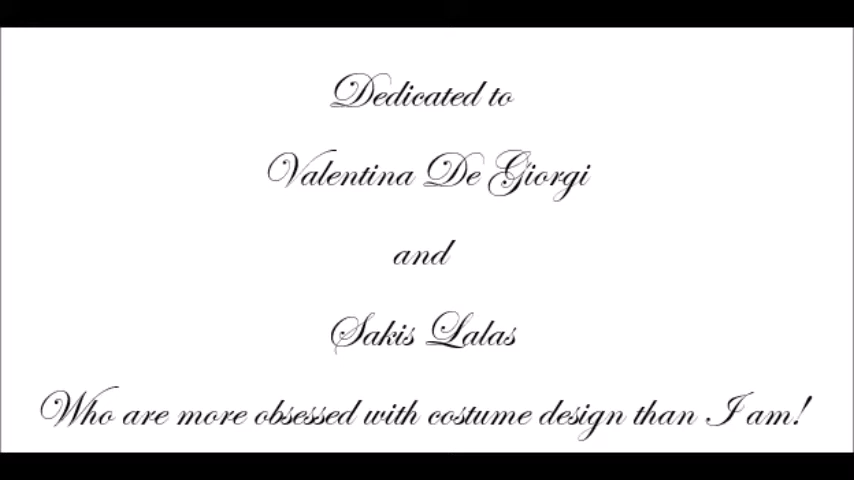 Dedicated to
Valentina De Giorgi
and
Sakis Lalas
Who are more obsessed with costume design than I am!